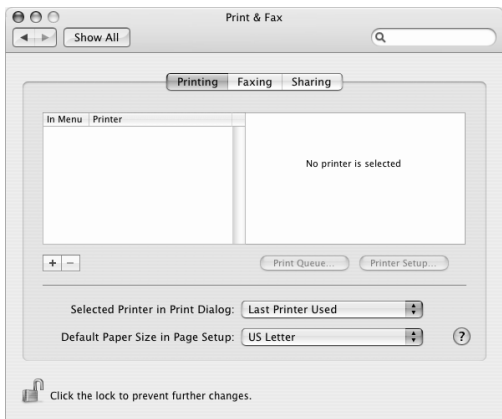 Print & Fax
Show All
Printing Faxing Sharing
In Menu Printer
No printer is selected
+ −
Print Queue... Printer Setup...
Selected Printer in Print Dialog: Last Printer Used
Default Paper Size in Page Setup: US Letter ?
Click the lock to prevent further changes.